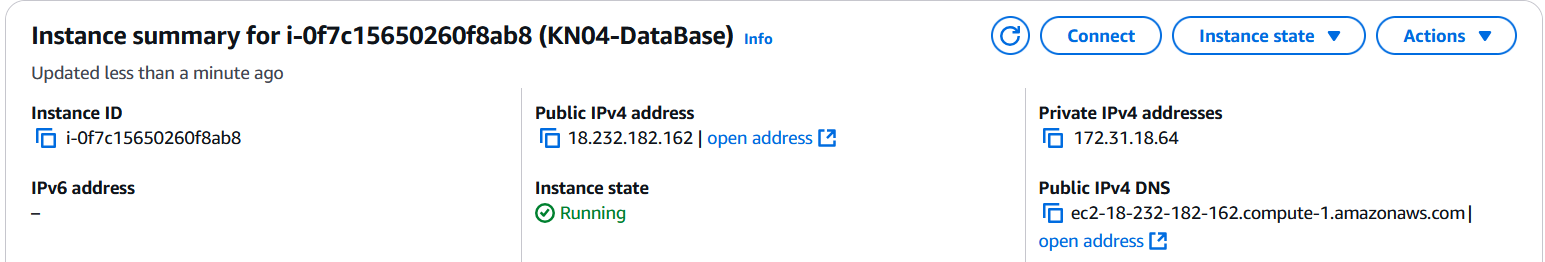 Instance summary for i-0f7c15650260f8ab8 (KN04-DataBase) Info
Connect
Instance state
Actions
Updated less than a minute ago
Instance ID
i-0f7c15650260f8ab8
Public IPv4 address
18.232.182.162 | open address
Private IPv4 addresses
172.31.18.64
IPv6 address
–
Instance state
Running
Public IPv4 DNS
ec2-18-232-182-162.compute-1.amazonaws.com |
open address